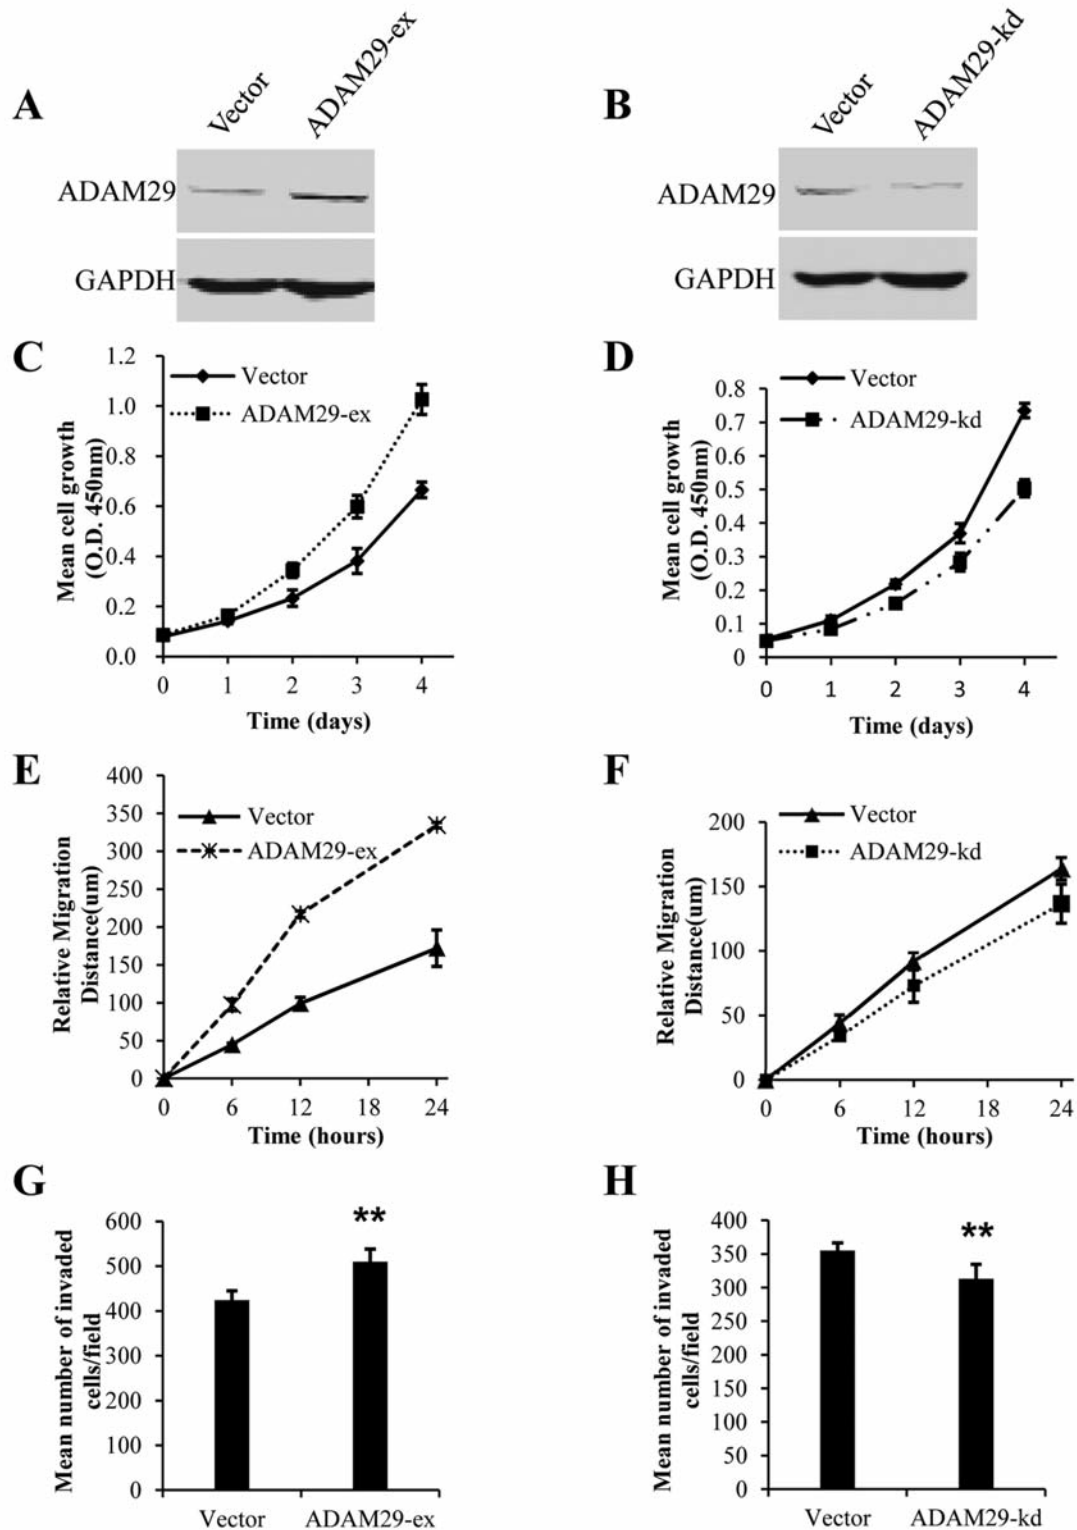 A
Vector
ADAM29-ex
ADAM29
GAPDH
B
Vector
ADAM29-kd
ADAM29
GAPDH
C
Mean cell growth
(O.D. 450nm)
1.2
1.0
0.8
0.6
0.4
0.2
0.0
Vector
ADAM29-ex
0 1 2 3 4
Time (days)
D
Mean cell growth
(O.D. 450nm)
0.8
0.7
0.6
0.5
0.4
0.3
0.2
0.1
0
Vector
ADAM29-kd
0 1 2 3 4
Time (days)
E
Relative Migration
Distance(um)
400
350
300
250
200
150
100
50
0
Vector
ADAM29-ex
0 6 12 18 24
Time (hours)
F
Relative Migration
Distance(um)
200
150
100
50
0
Vector
ADAM29-kd
0 6 12 18 24
Time (hours)
G
Mean number of invaded
cells/field
600
500
400
300
200
100
0
**
Vector ADAM29-ex
H
Mean number of invaded
cells/field
400
350
300
250
200
150
100
50
0
**
Vector ADAM29-kd